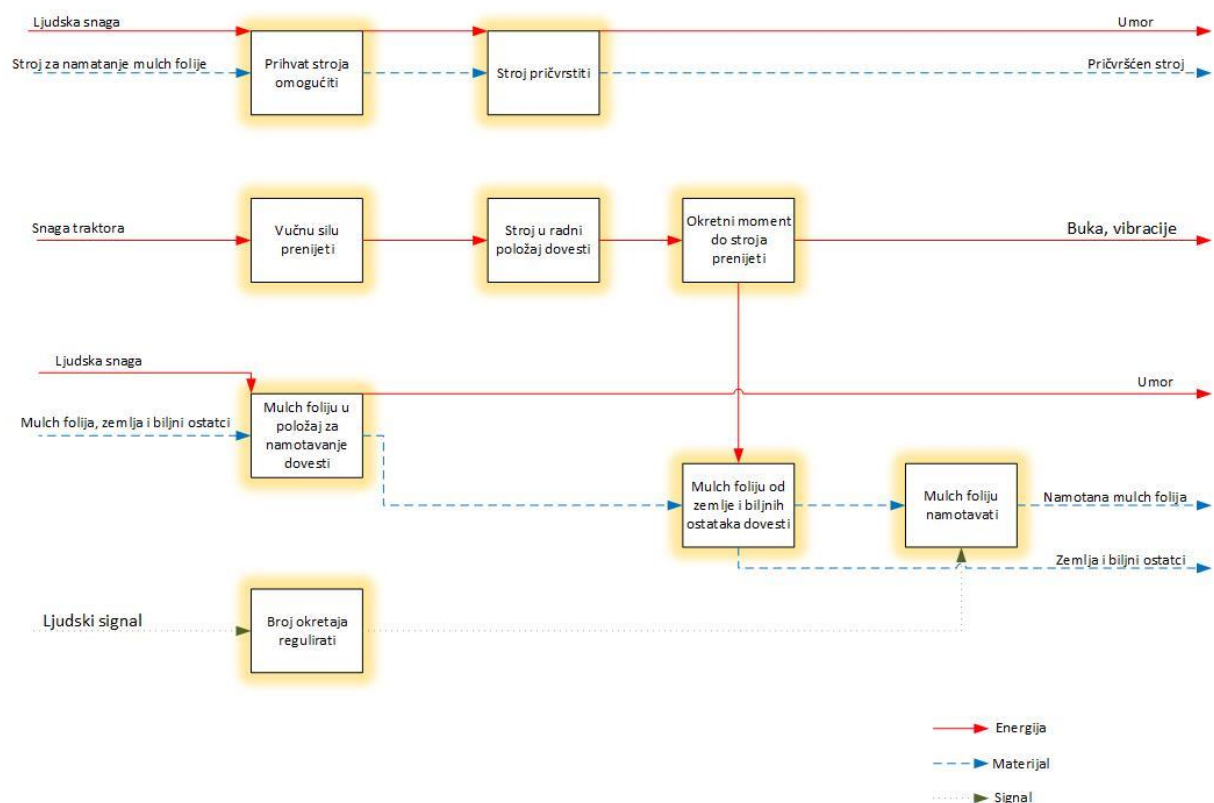 Ljudska snaga
Umor
Stroj za namatanje mulch folije
Prihvat stroja
omogućiti
Stroj pričvrstiti
Pričvršćen stroj
Snaga traktora
Vučnu silu
prenijeti
Stroj u radni
položaj dovesti
Okretni moment
do stroja
prenijeti
Buka, vibracije
Ljudska snaga
Umor
Mulch folija, zemlja i biljni ostatci
Mulch foliju u
položaj za
namotavanje
dovesti
Mulch foliju od
zemlje i biljnih
ostataka dovesti
Mulch foliju
namotavati
Namotana mulch folija
Zemlja i biljni ostatci
Ljudski signal
Broj okretaja
regulirati
Energija
Materijal
Signal